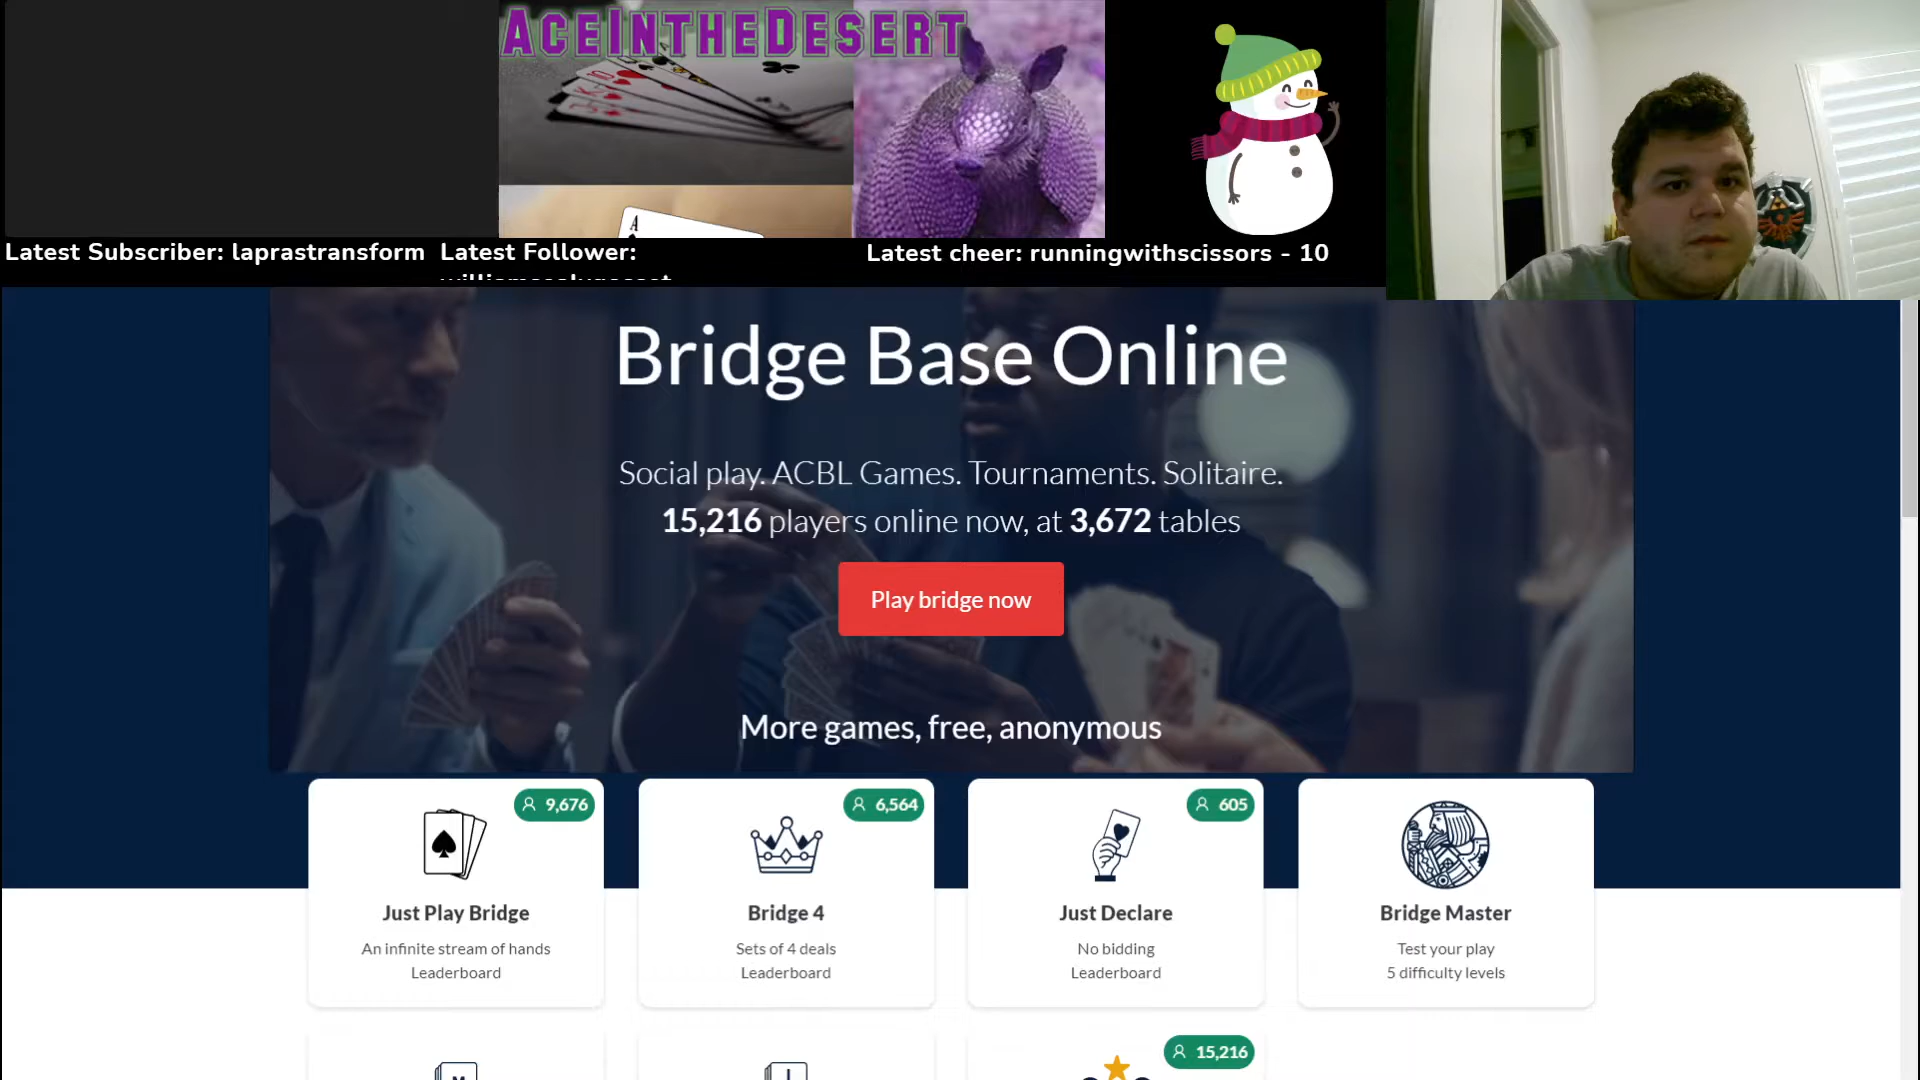 AceInTheDesert
A
Latest Subscriber: laprastransform
Latest Follower:
Latest cheer: runningwithscissors - 10
Bridge Base Online
Social play. ACBL Games. Tournaments. Solitaire.
15,216 players online now, at 3,672 tables
Play bridge now
More games, free, anonymous
9,676
Just Play Bridge
An infinite stream of hands
Leaderboard
6,564
Bridge 4
Sets of 4 deals
Leaderboard
605
Just Declare
No bidding
Leaderboard
Bridge Master
Test your play
5 difficulty levels
15,216